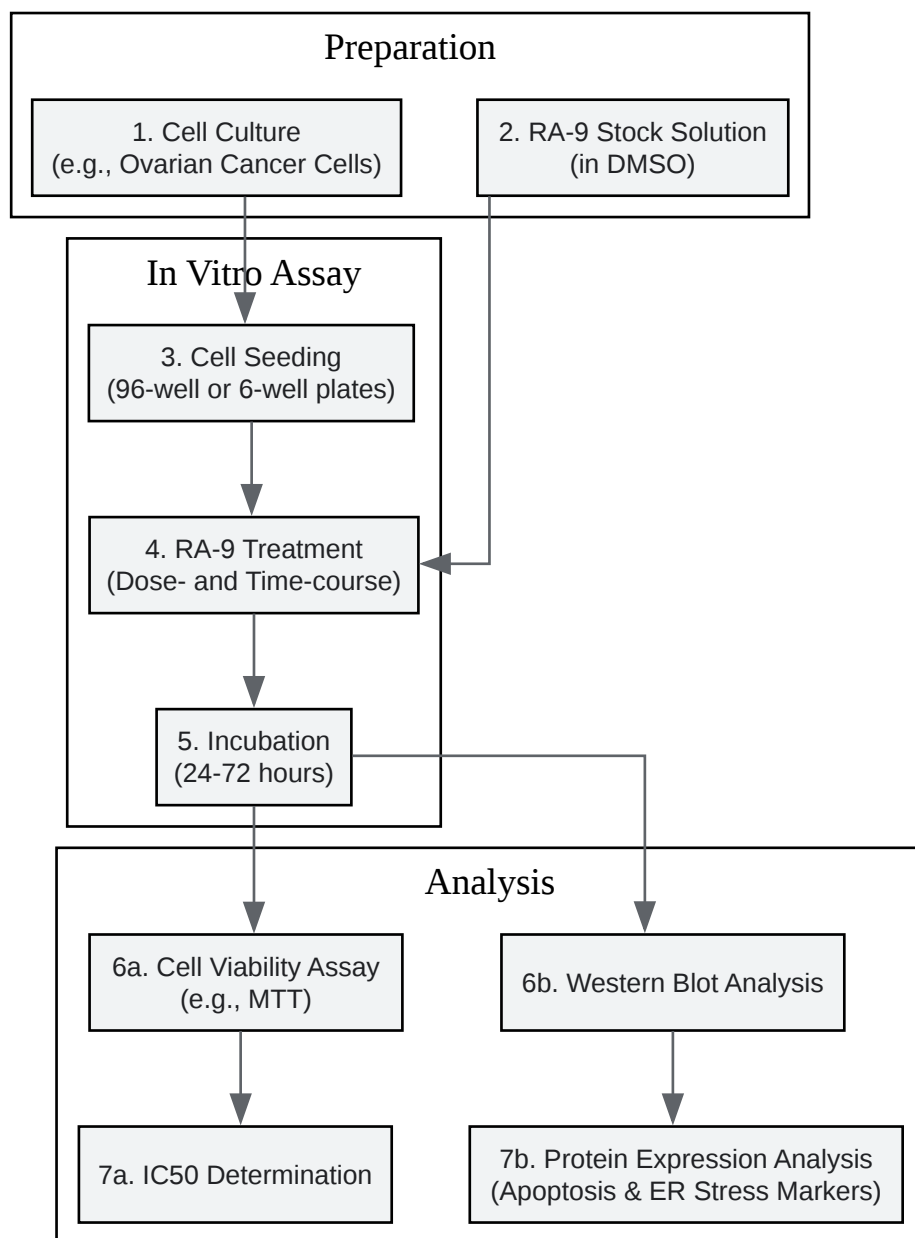 Preparation
1. Cell Culture
(e.g., Ovarian Cancer Cells)
2. RA-9 Stock Solution
(in DMSO)
In Vitro Assay
3. Cell Seeding
(96-well or 6-well plates)
4. RA-9 Treatment
(Dose- and Time-course)
5. Incubation
(24-72 hours)
Analysis
6a. Cell Viability Assay
(e.g., MTT)
6b. Western Blot Analysis
7a. IC50 Determination
7b. Protein Expression Analysis
(Apoptosis & ER Stress Markers)